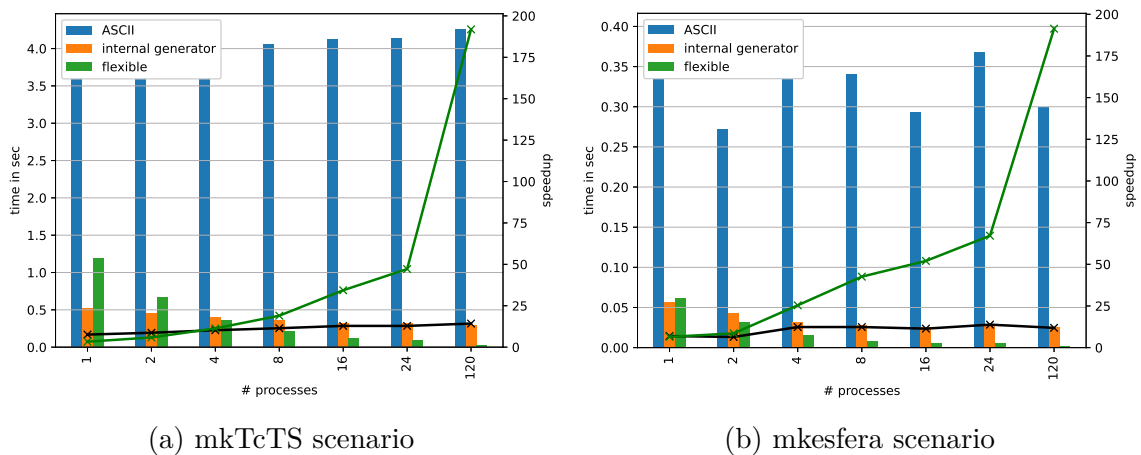 ASCII
internal generator
flexible
time in sec
4.0
3.5
3.0
2.5
2.0
1.5
1.0
0.5
0.0
200
175
150
125
100
75
50
25
0
speedup
1 2 4 8 16 24 120
# processes
(a) mkTcTS scenario
ASCII
internal generator
flexible
time in sec
0.40
0.35
0.30
0.25
0.20
0.15
0.10
0.05
0.00
200
175
150
125
100
75
50
25
0
speedup
1 2 4 8 16 24 120
# processes
(b) mkesfera scenario